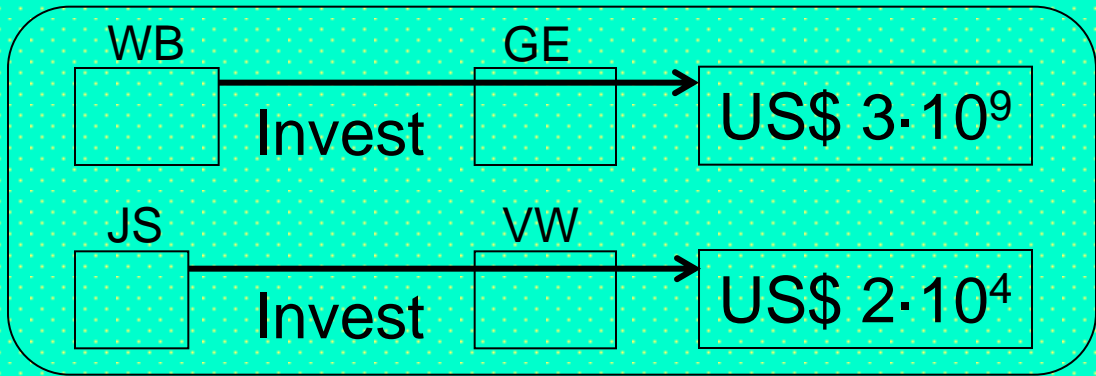 WB GE
Invest US$ 3·10⁹
JS VW
Invest US$ 2·10⁴